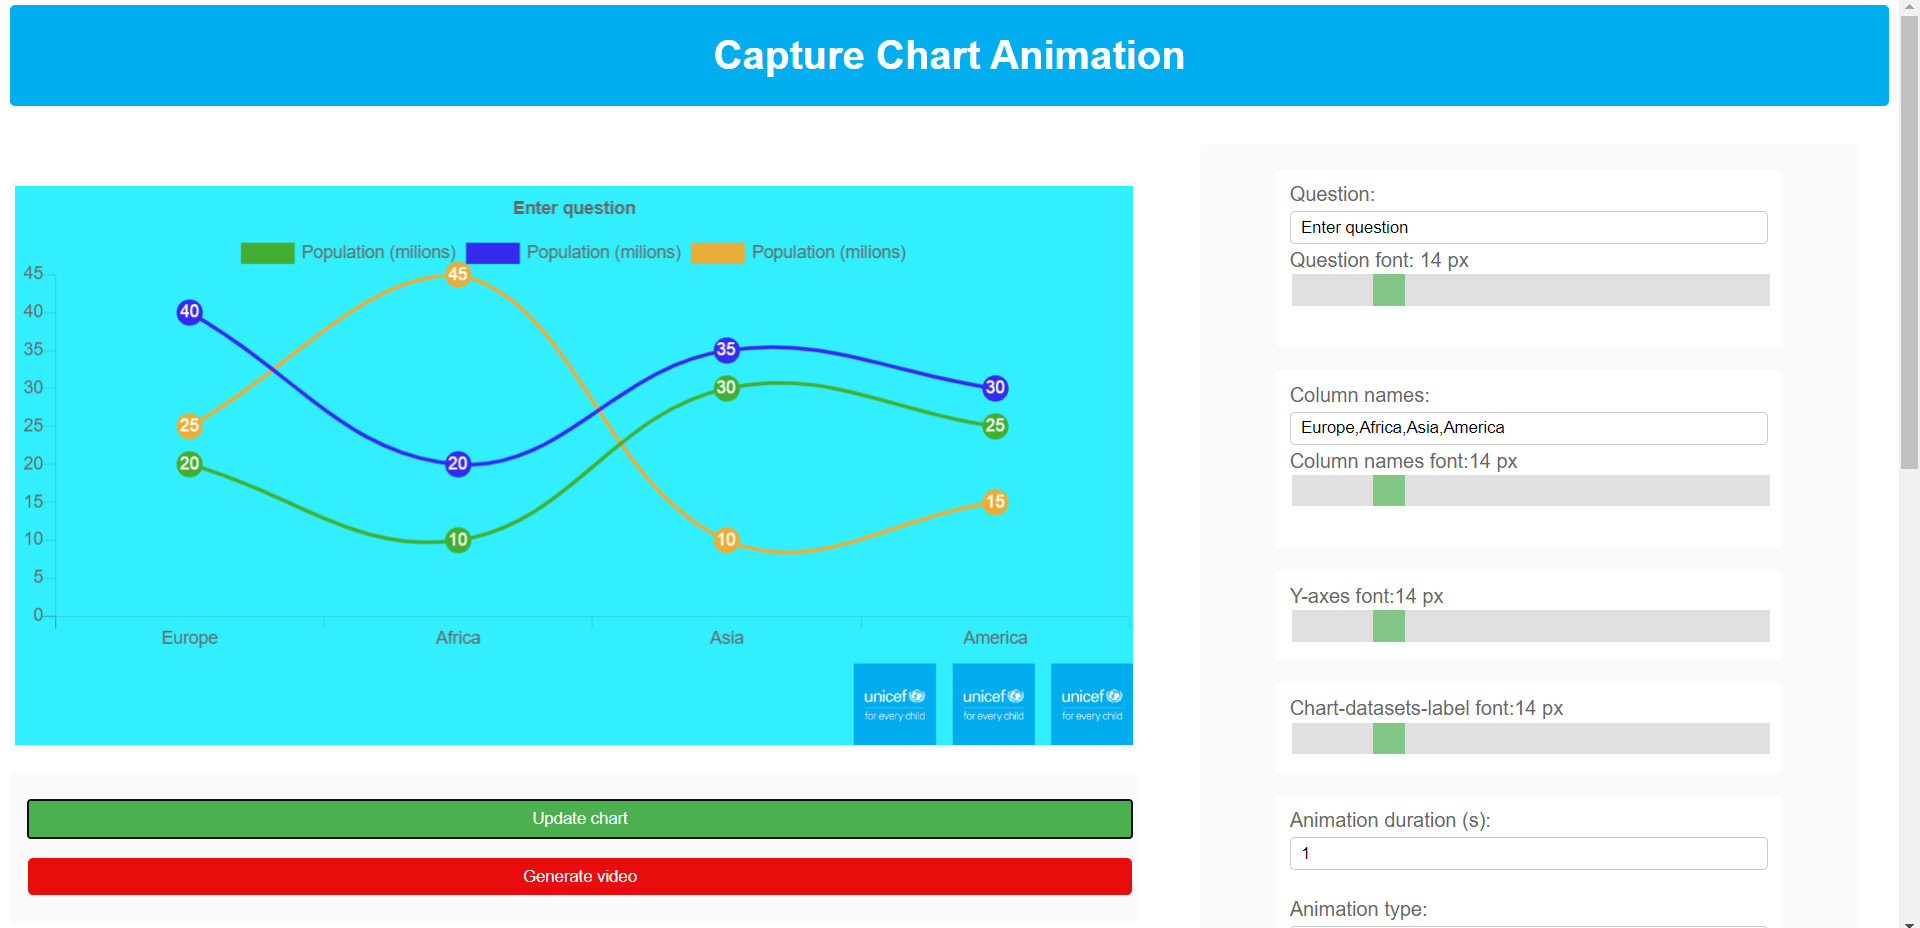 Capture Chart Animation
Enter question
Population (milions) Population (milions) Population (milions)
45
40
35
30
25
20
15
10
5
0
40
20
35
30
20
10
30
25
25
45
10
15
Europe Africa Asia America
unicef unicef unicef
for every child for every child for every child
Update chart
Generate video
Question:
Enter question
Question font: 14 px
Column names:
Europe,Africa,Asia,America
Column names font:14 px
Y-axes font:14 px
Chart-datasets-label font:14 px
Animation duration (s):
1
Animation type: